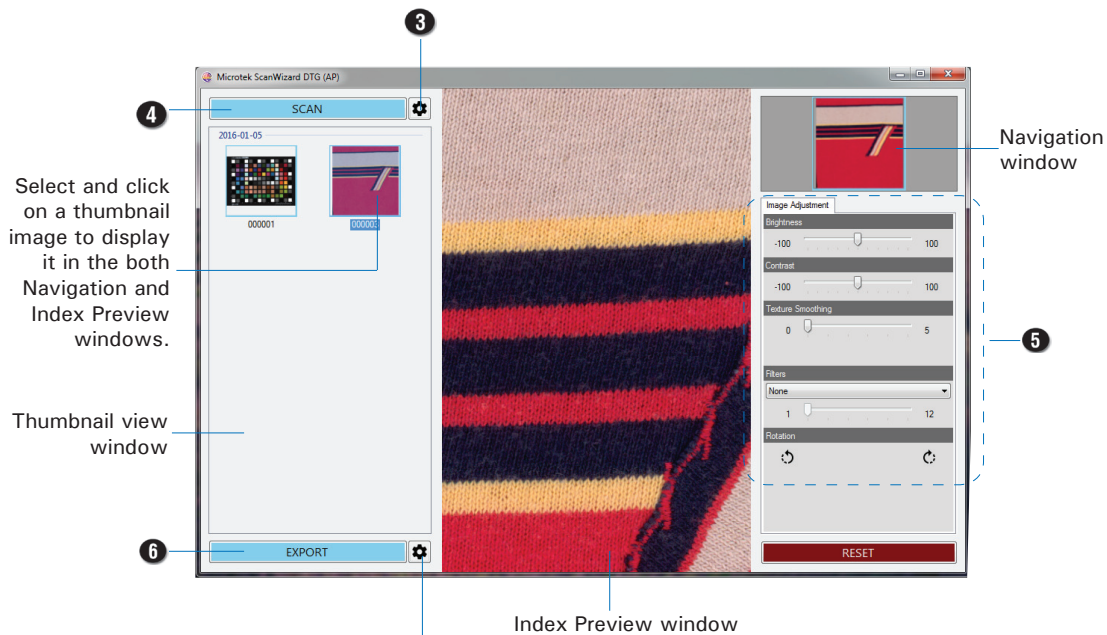 3
Microtek ScanWizard DTG (AP)
4
SCAN
2016-01-05
000001
000003
Select and click
on a thumbnail
image to display
it in the both
Navigation and
Index Preview
windows.
Thumbnail view
window
6
EXPORT
Navigation
window
Image Adjustment
Brightness
-100 100
Contrast
-100 100
Texture Smoothing
0 5
5
Filters
None
1 12
Rotation
RESET
Index Preview window